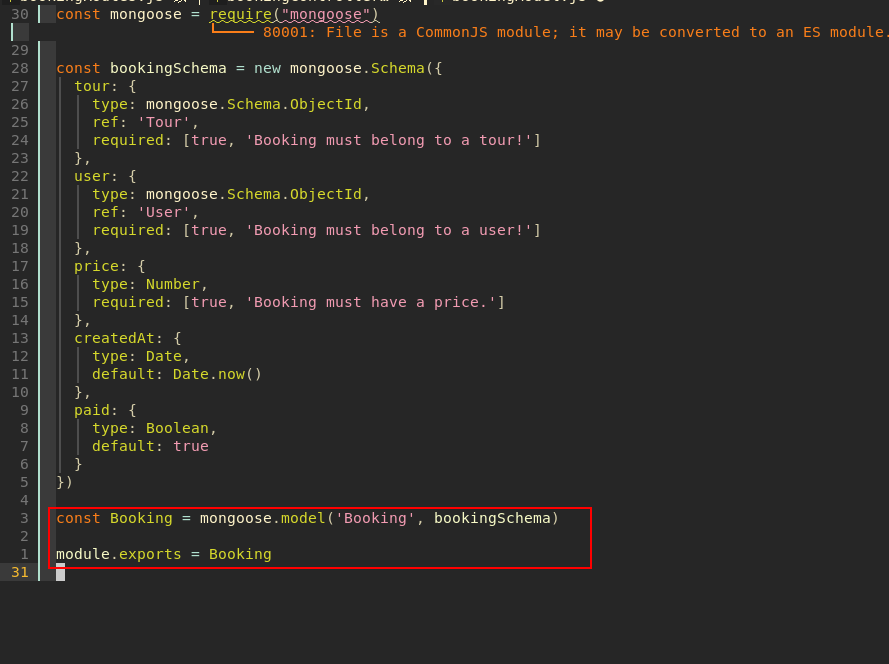 30 const mongoose = require("mongoose")
80001: File is a CommonJS module; it may be converted to an ES module.
29
28 const bookingSchema = new mongoose.Schema({
27 tour: {
26 type: mongoose.Schema.ObjectId,
25 ref: 'Tour',
24 required: [true, 'Booking must belong to a tour!']
23 },
22 user: {
21 type: mongoose.Schema.ObjectId,
20 ref: 'User',
19 required: [true, 'Booking must belong to a user!']
18 },
17 price: {
16 type: Number,
15 required: [true, 'Booking must have a price.']
14 },
13 createdAt: {
12 type: Date,
11 default: Date.now()
10 },
9 paid: {
8 type: Boolean,
7 default: true
6 }
5 })
4
3 const Booking = mongoose.model('Booking', bookingSchema)
2
1 module.exports = Booking
31